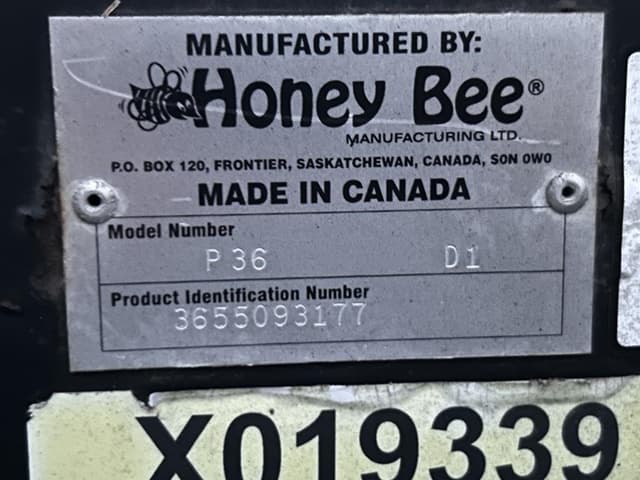 MANUFACTURED BY:
Honey Bee®
MANUFACTURING LTD.
P.O. BOX 120, FRONTIER, SASKATCHEWAN, CANADA, S0N 0W0
MADE IN CANADA
Model Number
P36 D1
Product Identification Number
3655093177
X019339